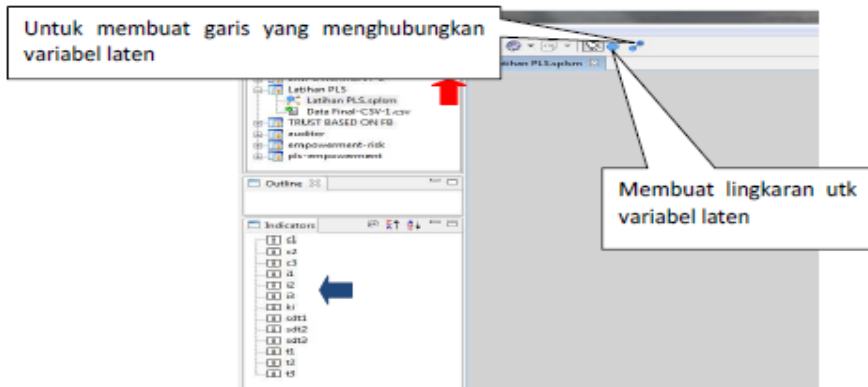 Untuk membuat garis yang menghubungkan
variabel laten
Latihan PLS.splsm
Latihan PLS
Latihan PLS.splsm
Data Final-CSV-1.csv
TRUST BASED ON FB
auditor
empowerment-risk
pls-empowerment
Outline
Membuat lingkaran utk
variabel laten
Indicators
c1
c2
c3
i1
i2
i3
ki
sdt1
sdt2
sdt3
t1
t2
t3